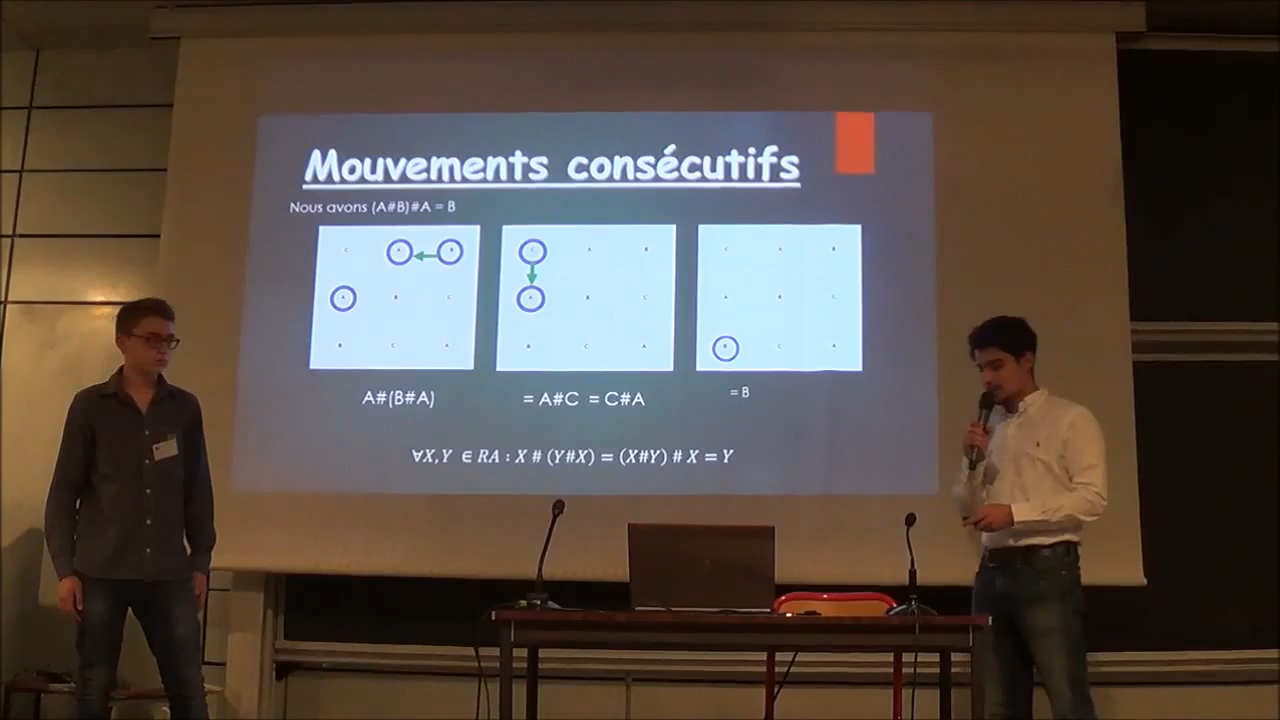 Mouvements consécutifs
Nous avons (A#B)#A = B
C A B C A B C A B
A B C A B C A B C
B C A B C A B C A
A#(B#A) = A#C = C#A = B
∀X,Y ∈ RA : X # (Y#X) = (X#Y) # X = Y